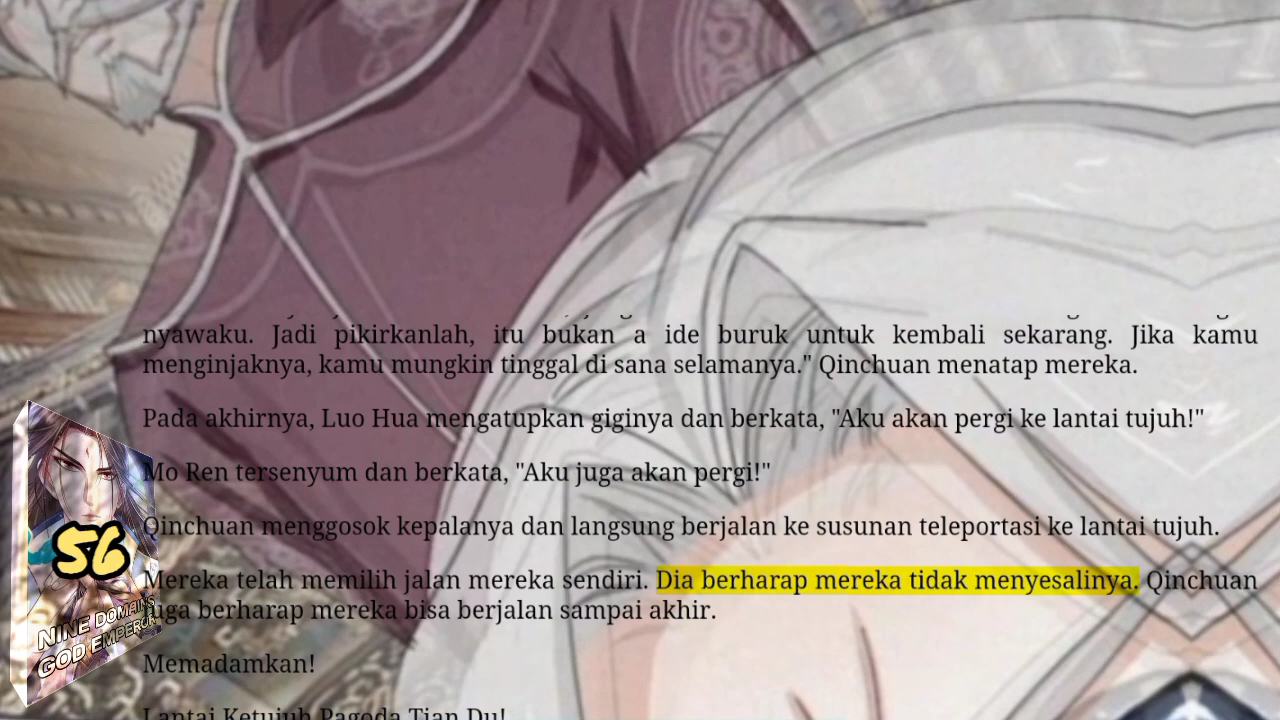 nyawaku. Jadi pikirkanlah, itu bukan a ide buruk untuk kembali sekarang. Jika kamu
menginjaknya, kamu mungkin tinggal di sana selamanya." Qinchuan menatap mereka.
Pada akhirnya, Luo Hua mengatupkan giginya dan berkata, "Aku akan pergi ke lantai tujuh!"
Mo Ren tersenyum dan berkata, "Aku juga akan pergi!"
Qinchuan menggosok kepalanya dan langsung berjalan ke susunan teleportasi ke lantai tujuh.
Mereka telah memilih jalan mereka sendiri. Dia berharap mereka tidak menyesalinya. Qinchuan
juga berharap mereka bisa berjalan sampai akhir.
Memadamkan!
Lantai Ketujuh Pagoda Tian Du!
56
NINE DOMAINS
GOD EMPEROR